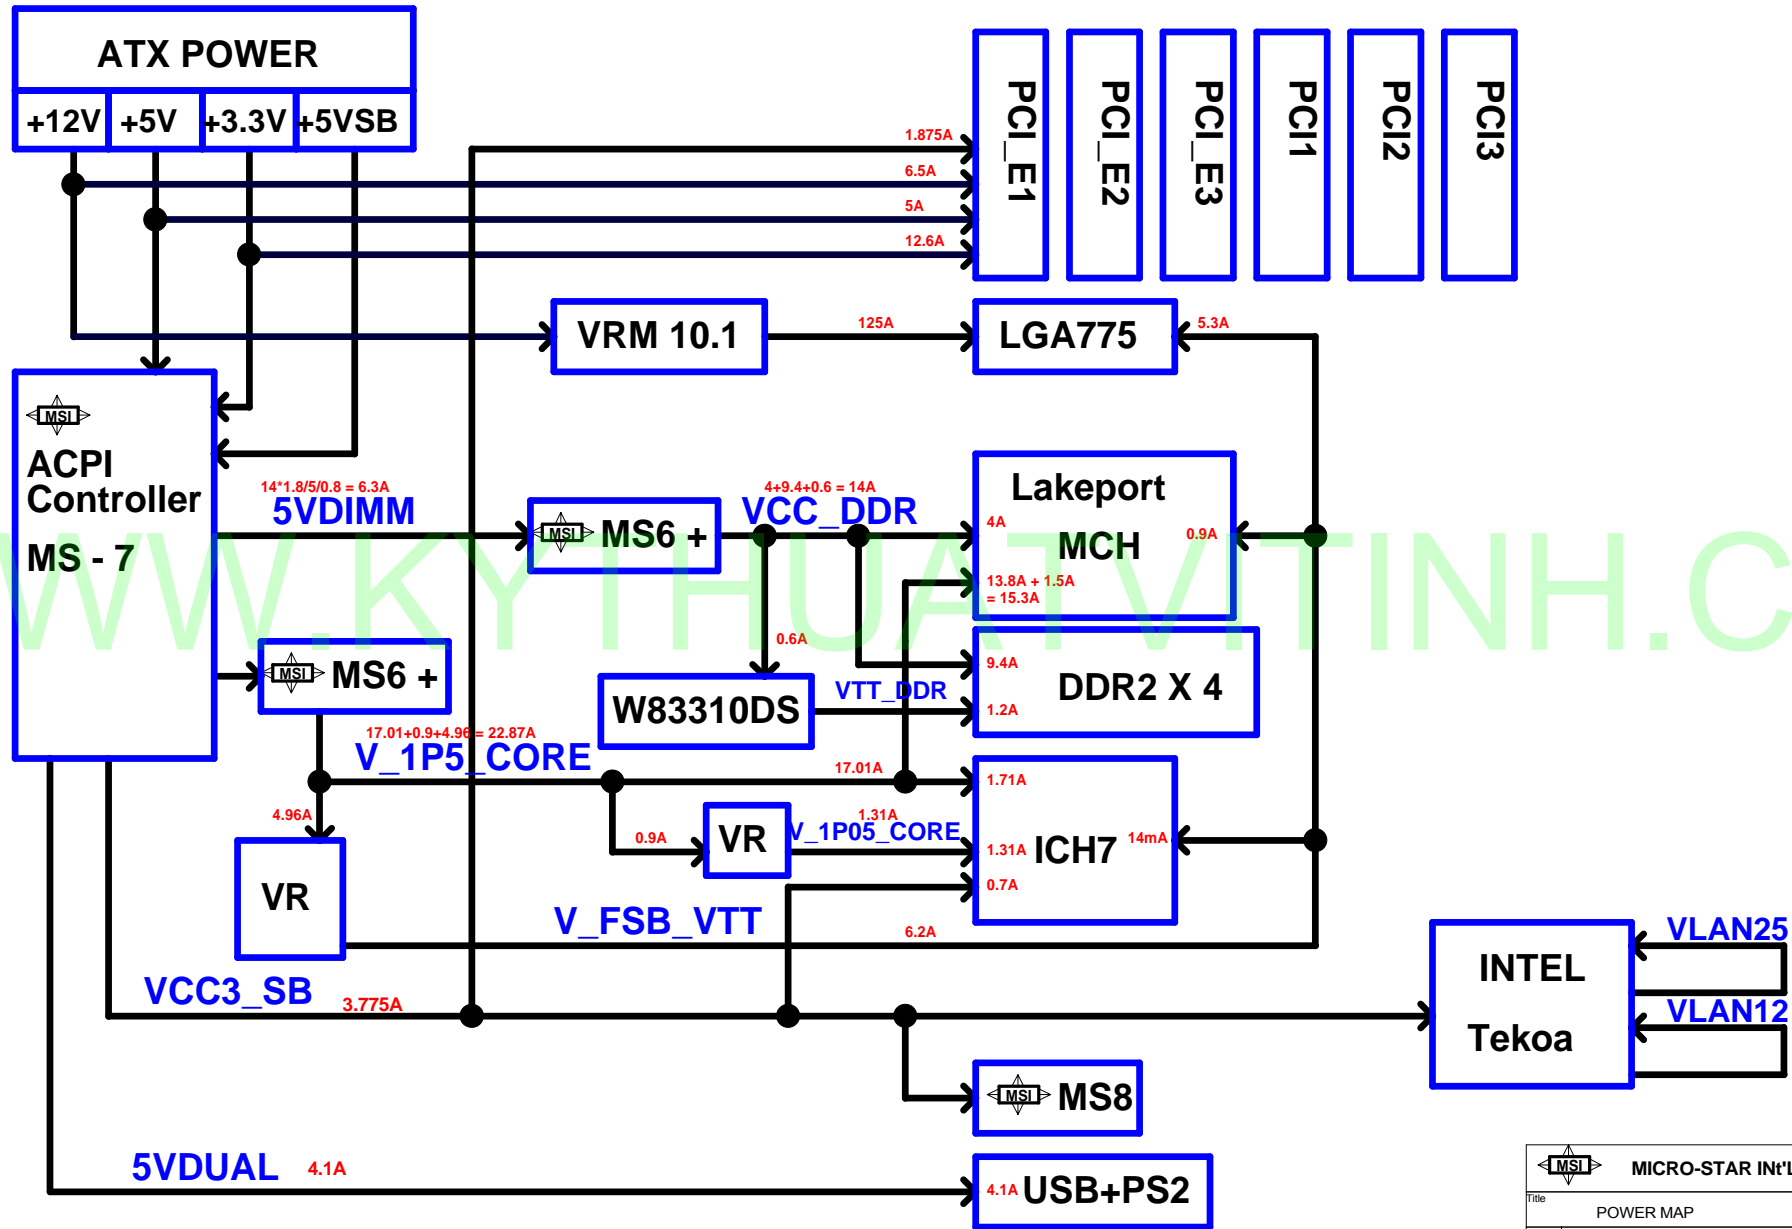 ATX POWER
+12V
+5V
+3.3V
+5VSB
PCI_E1
PCI_E2
PCI_E3
PCI1
PCI2
PCI3
1.875A
6.5A
5A
12.6A
VRM 10.1
125A
LGA775
5.3A
MSI
ACPI
Controller
MS - 7
14*1.8/5/0.8 = 6.3A
5VDIMM
MSI
MS6 +
4+9.4+0.6 = 14A
VCC_DDR
Lakeport
MCH
4A
0.9A
13.8A + 1.5A
= 15.3A
WW.KYTHUATVITINH.C
0.6A
MSI
MS6 +
W83310DS
VTT_DDR
9.4A
DDR2 X 4
1.2A
17.01+0.9+4.96 = 22.87A
V_1P5_CORE
17.01A
1.71A
4.96A
0.9A
VR
1.31A
V_1P05_CORE
1.31A
ICH7
14mA
0.7A
VR
V_FSB_VTT
6.2A
VCC3_SB
3.775A
INTEL
Tekoa
VLAN25
VLAN12
MSI
MS8
5VDUAL
4.1A
4.1A
USB+PS2
MSI
MICRO-STAR INt'L
Title
POWER MAP